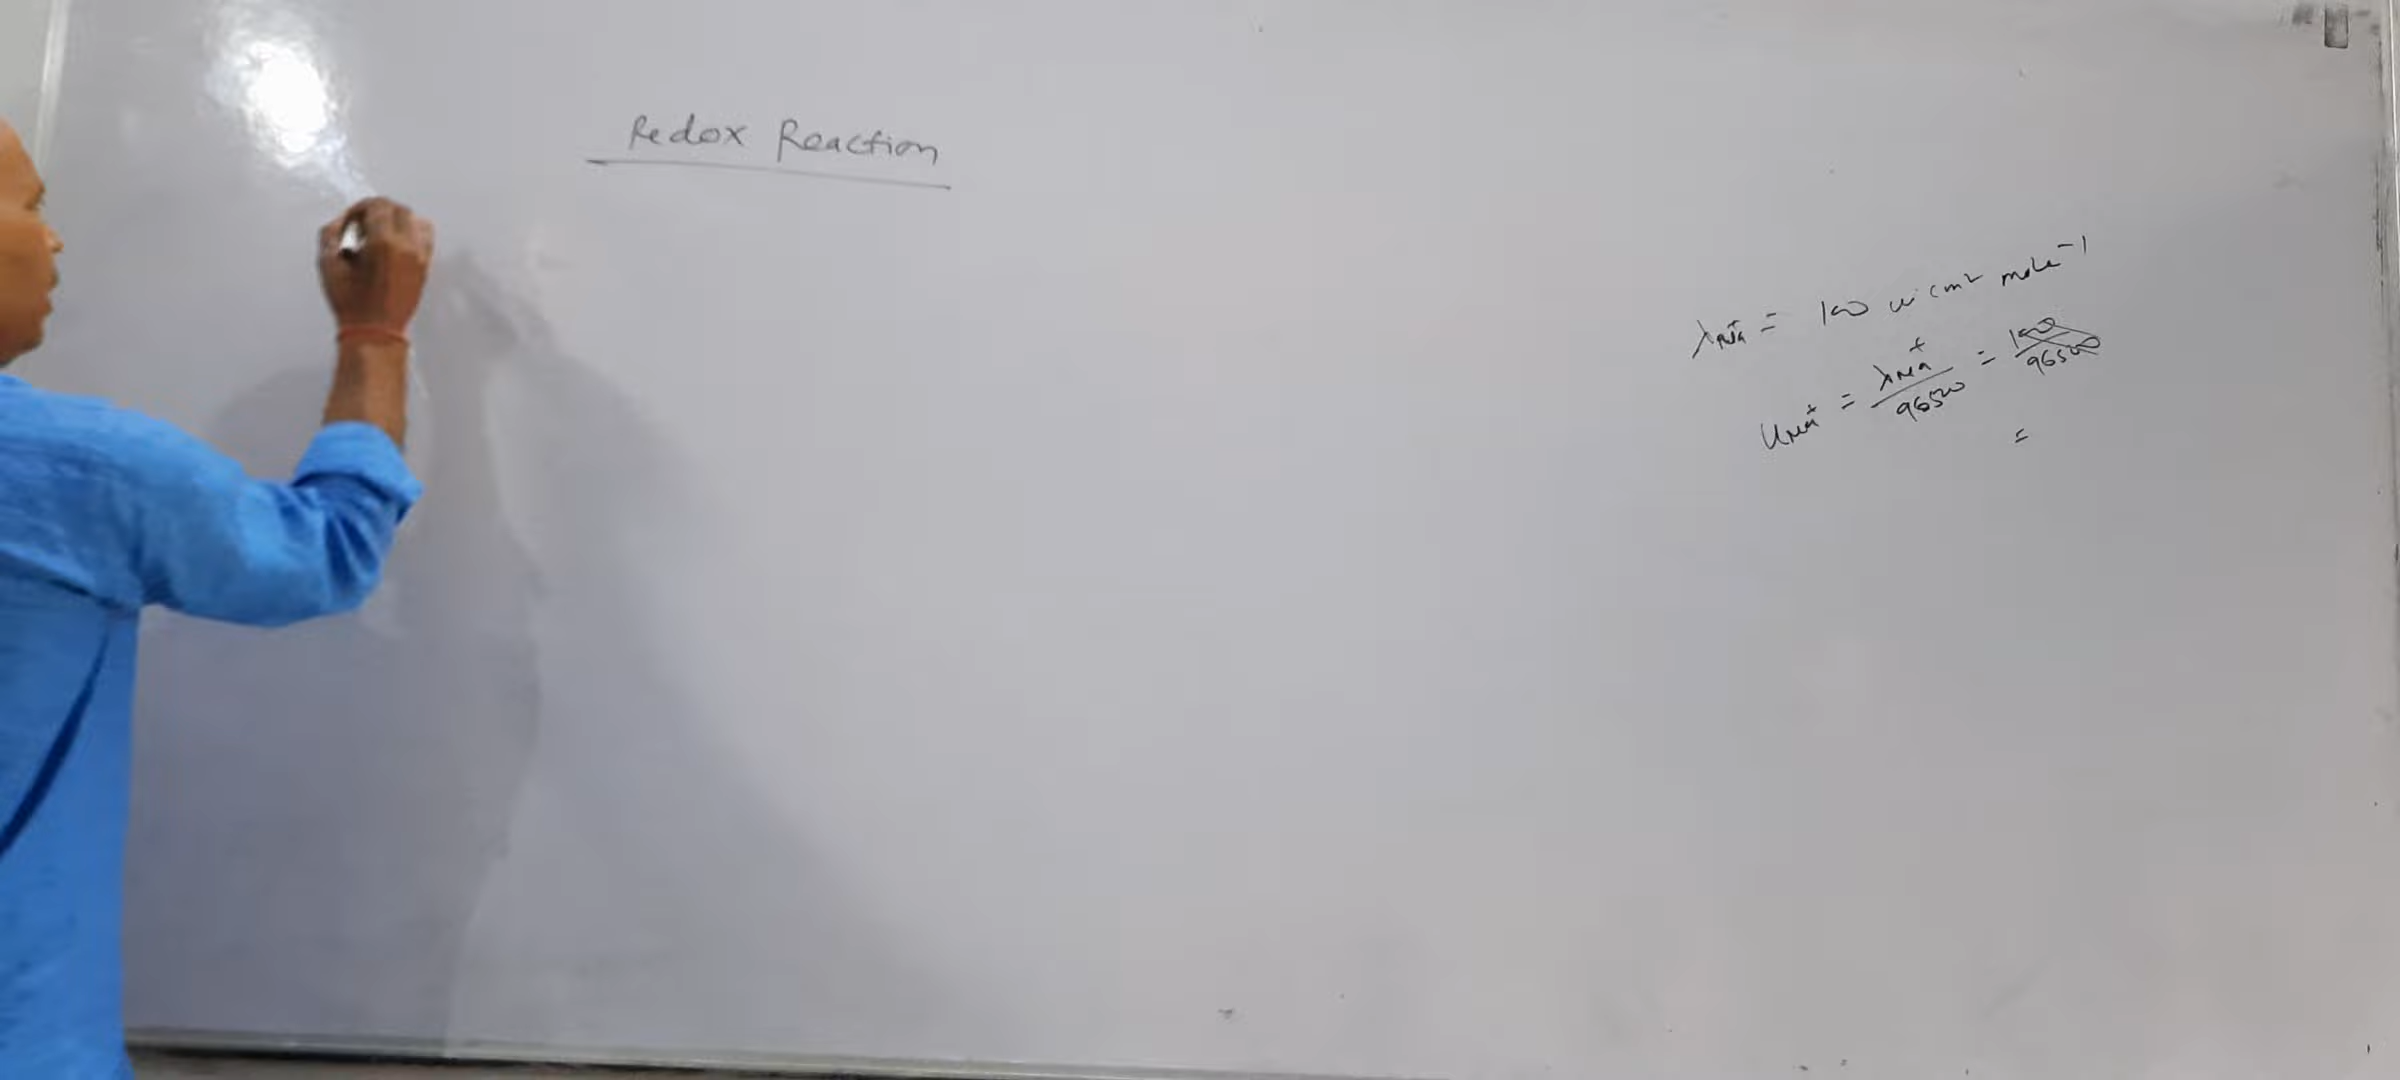 Redox Reaction
λNa⁺ = 100 cm² mole⁻¹
UNa⁺ = λNa⁺/96500 = 100/96500
=